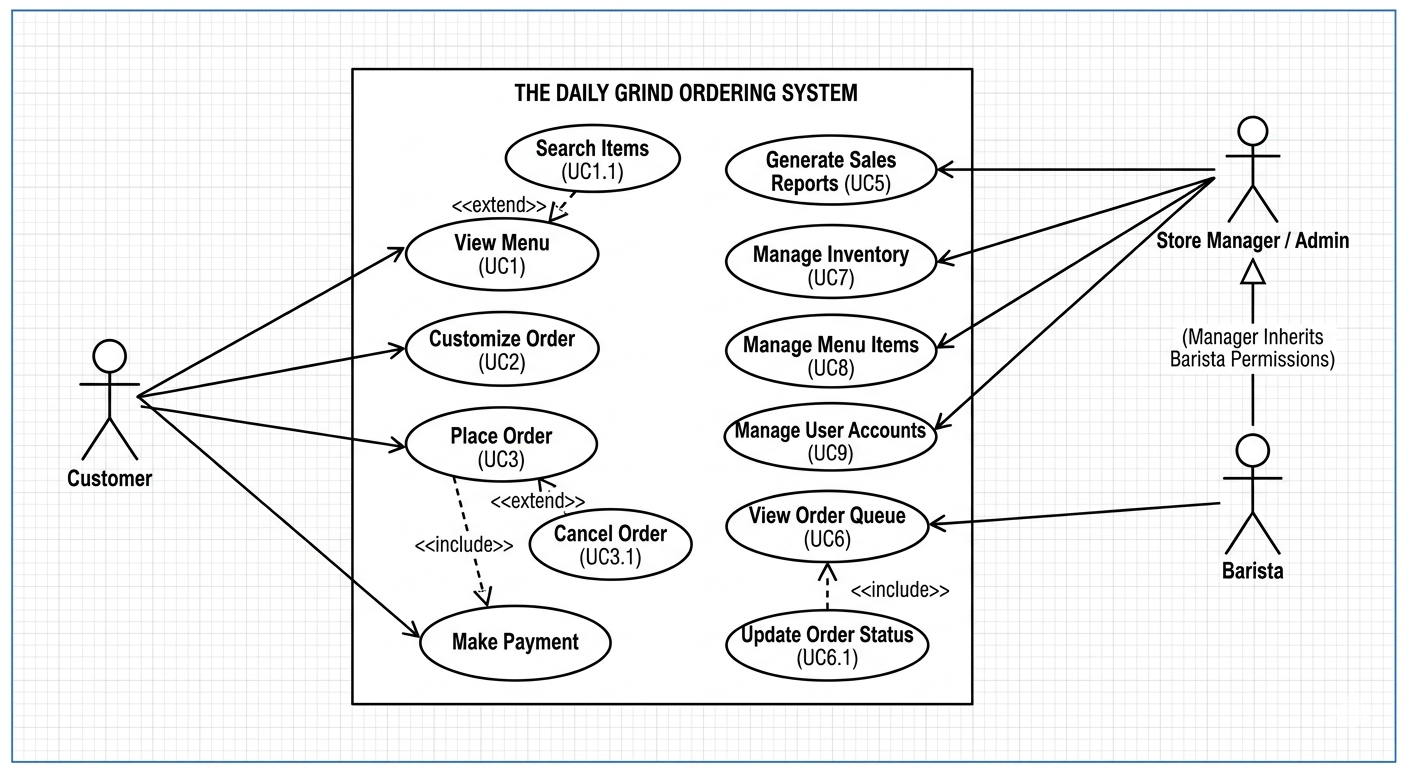 THE DAILY GRIND ORDERING SYSTEM
Search Items
(UC1.1)
<<extend>>
View Menu
(UC1)
Customize Order
(UC2)
Place Order
(UC3)
<<extend>>
<<include>>
Cancel Order
(UC3.1)
Make Payment
Generate Sales
Reports (UC5)
Manage Inventory
(UC7)
Manage Menu Items
(UC8)
Manage User Accounts
(UC9)
View Order Queue
(UC6)
<<include>>
Update Order Status
(UC6.1)
Customer
Store Manager / Admin
(Manager Inherits
Barista Permissions)
Barista